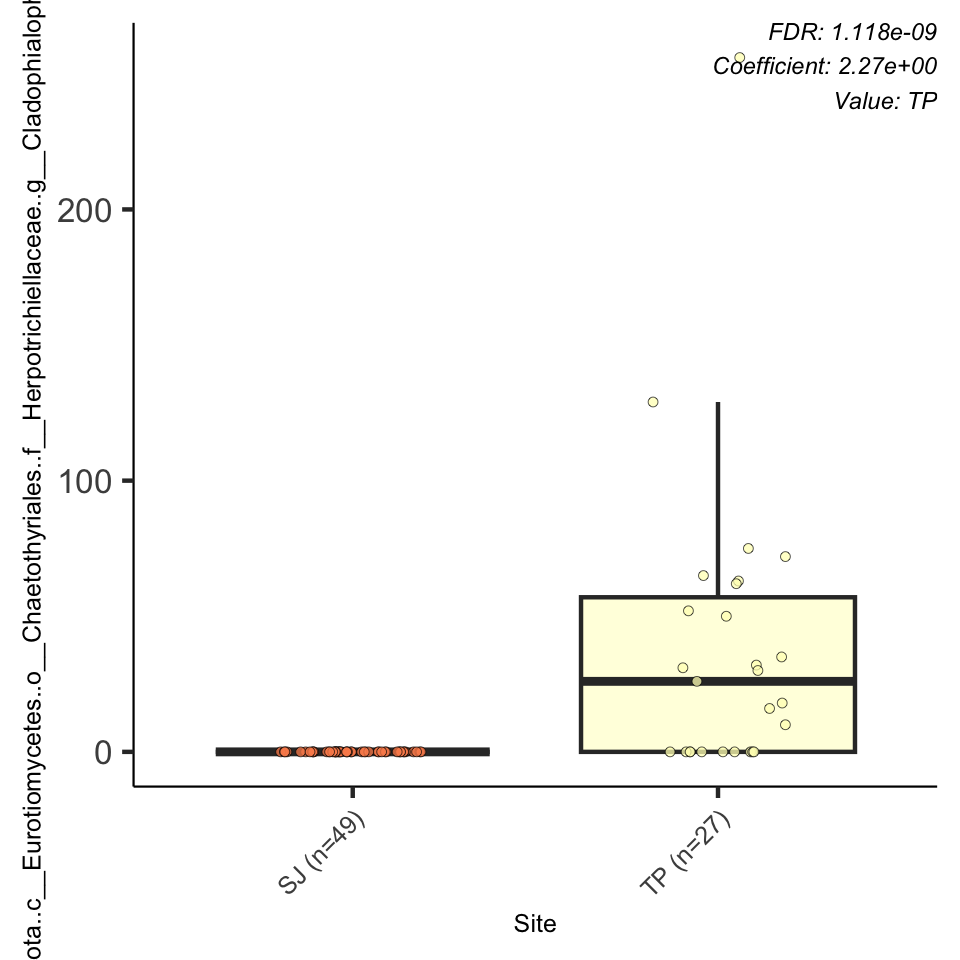 FDR: 1.118e-09
Coefficient: 2.27e+00
Value: TP
ota..c__Eurotiomycetes..o__Chaetothyriales..f__Herpotrichiellaceae..g__Cladophialoph
200
100
0
SJ (n=49)
TP (n=27)
Site